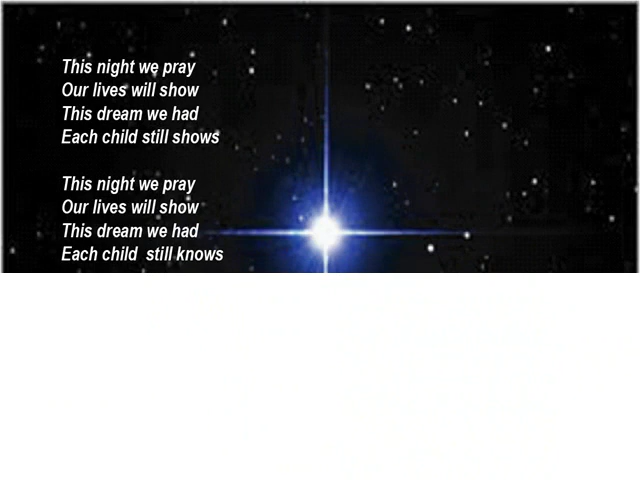 This night we pray
Our lives will show
This dream we had
Each child still shows

This night we pray
Our lives will show
This dream we had
Each child  still knows